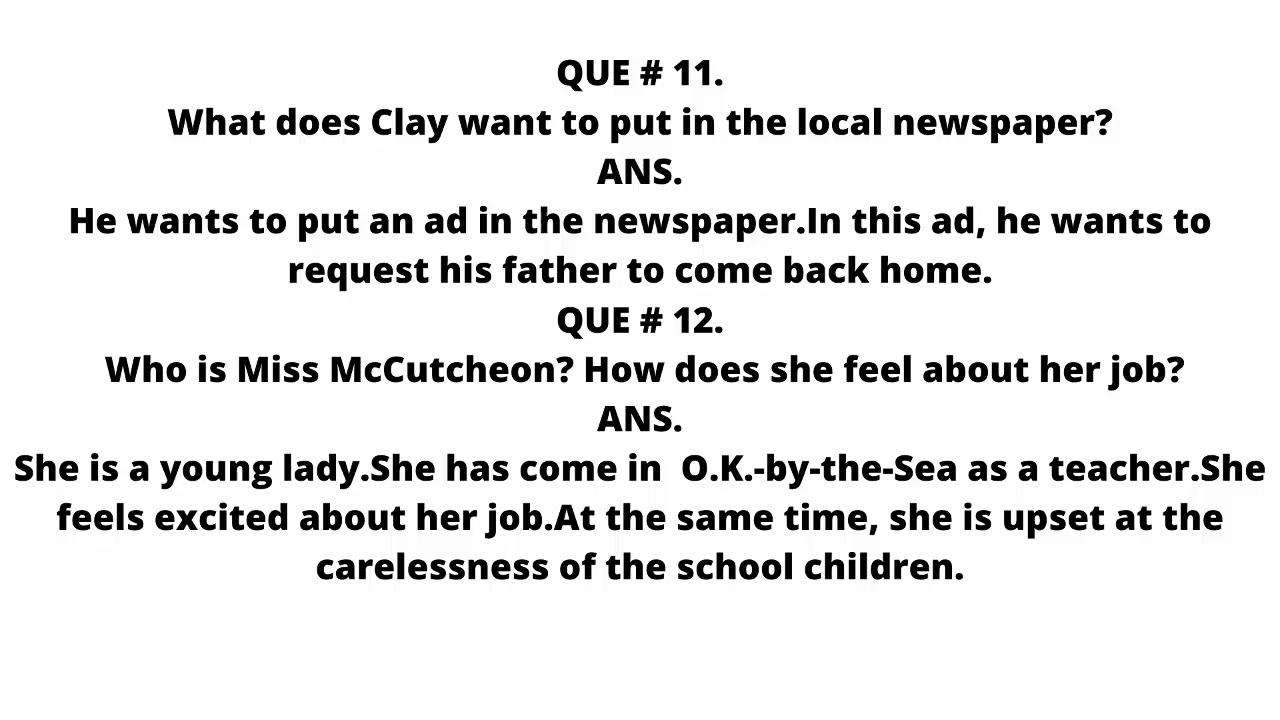 QUE # 11.
What does Clay want to put in the local newspaper?
ANS.
He wants to put an ad in the newspaper.In this ad, he wants to
request his father to come back home.
QUE # 12.
Who is Miss McCutcheon? How does she feel about her job?
ANS.
She is a young lady.She has come in  O.K.-by-the-Sea as a teacher.She
feels excited about her job.At the same time, she is upset at the
carelessness of the school children.